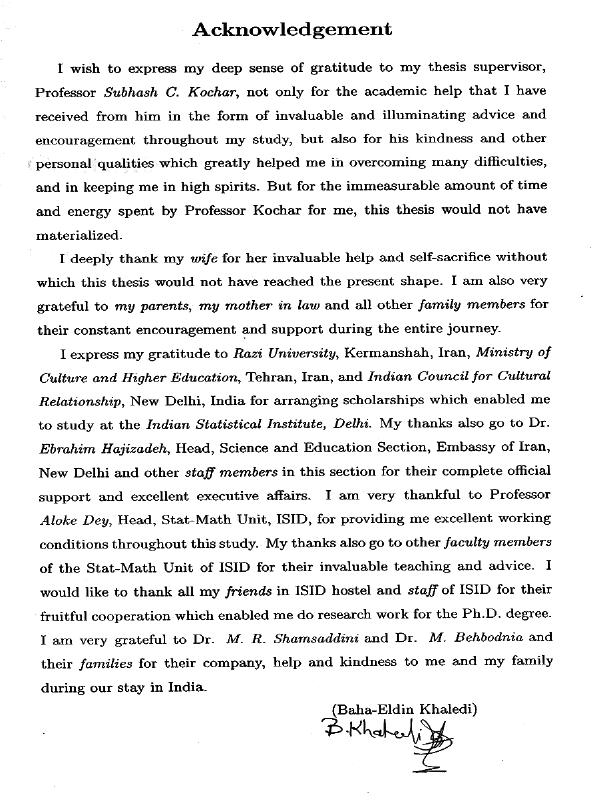 Acknowledgement
I wish to express my deep sense of gratitude to my thesis supervisor,
Professor Subhash C. Kochar, not only for the academic help that I have
received from him in the form of invaluable and illuminating advice and
encouragement throughout my study, but also for his kindness and other
personal qualities which greatly helped me in overcoming many difficulties,
and in keeping me in high spirits. But for the immeasurable amount of time
and energy spent by Professor Kochar for me, this thesis would not have
materialized.
I deeply thank my wife for her invaluable help and self-sacrifice without
which this thesis would not have reached the present shape. I am also very
grateful to my parents, my mother in law and all other family members for
their constant encouragement and support during the entire journey.
I express my gratitude to Razi University, Kermanshah, Iran, Ministry of
Culture and Higher Education, Tehran, Iran, and Indian Council for Cultural
Relationship, New Delhi, India for arranging scholarships which enabled me
to study at the Indian Statistical Institute, Delhi. My thanks also go to Dr.
Ebrahim Hajizadeh, Head, Science and Education Section, Embassy of Iran,
New Delhi and other staff members in this section for their complete official
support and excellent executive affairs. I am very thankful to Professor
Aloke Dey, Head, Stat-Math Unit, ISID, for providing me excellent working
conditions throughout this study. My thanks also go to other faculty members
of the Stat-Math Unit of ISID for their invaluable teaching and advice. I
would like to thank all my friends in ISID hostel and staff of ISID for their
fruitful cooperation which enabled me do research work for the Ph.D. degree.
I am very grateful to Dr. M. R. Shamsaddini and Dr. M. Behbodnia and
their families for their company, help and kindness to me and my family
during our stay in India.
(Baha-Eldin Khaledi)
B. Khaledi